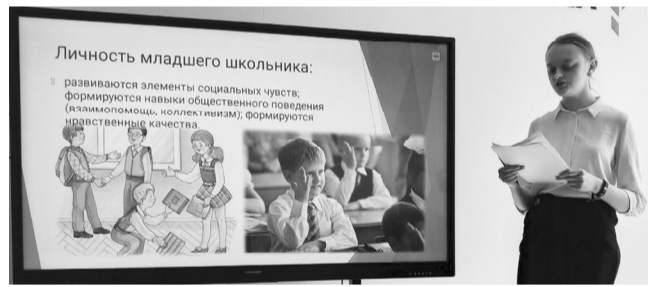 Личность младшего школьника:
развиваются элементы социальных чувств;
формируются навыки общественного поведения
(взаимопомощь, коллективизм); формируются
нравственные качества